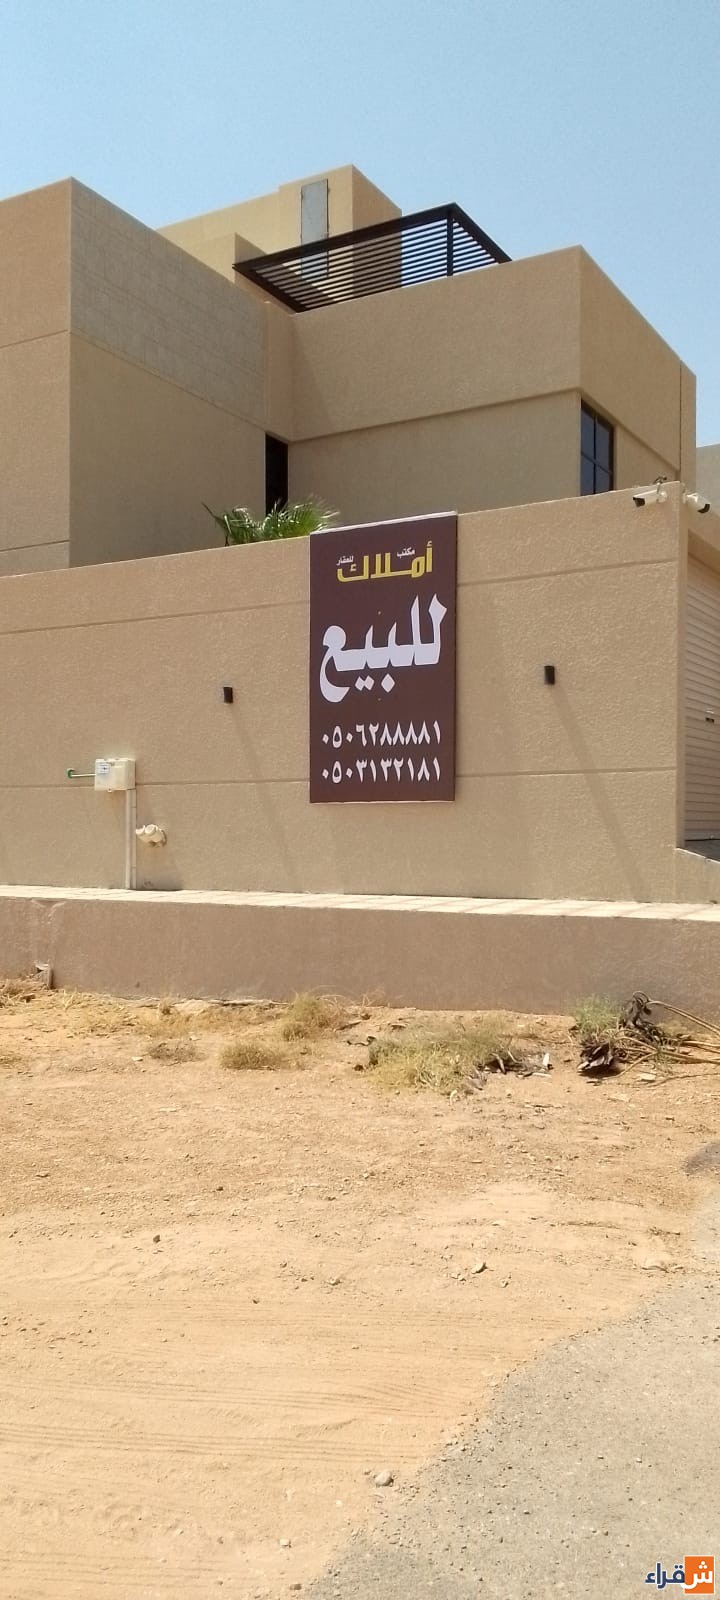 مكتب أملاك للعقار
للبيع
٠٥٠٦٢٨٨٨٨١
٠٥٠٣١٣٢١٨١
شقراء